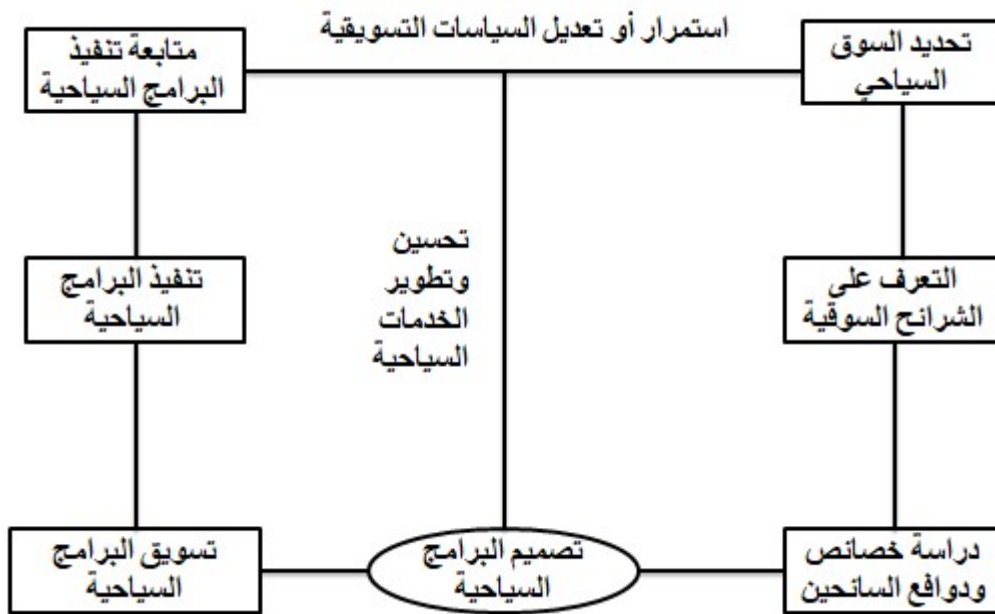 استمرار أو تعديل السياسات التسويقية
تحديد السوق
السياحي
متابعة تنفيذ
البرامج السياحية
التعرف على
الشرائح السوقية
تحسين
وتطوير
الخدمات
السياحية
تنفيذ البرامج
السياحية
دراسة خصائص
ودوافع السائحين
تصميم البرامج
السياحية
تسويق البرامج
السياحية